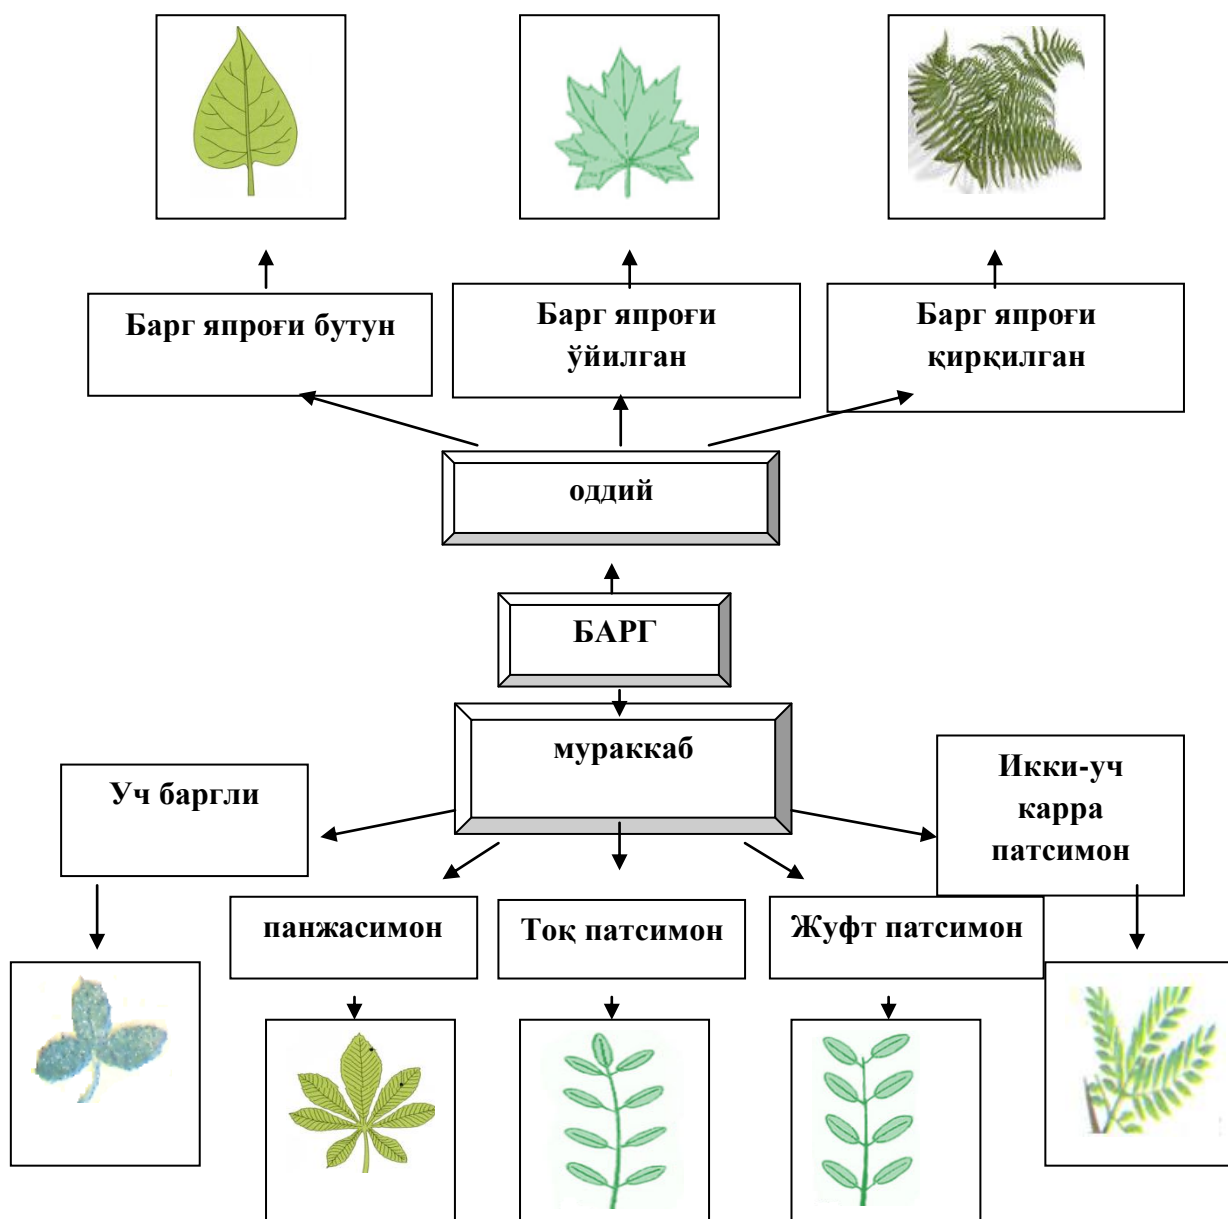 Барг япроғи бутун
Барг япроғи
ўйилган
Барг япроғи
қирқилган
оддий
БАРГ
мураккаб
Уч баргли
Икки-уч
карра
патсимон
панжасимон
Тоқ патсимон
Жуфт патсимон